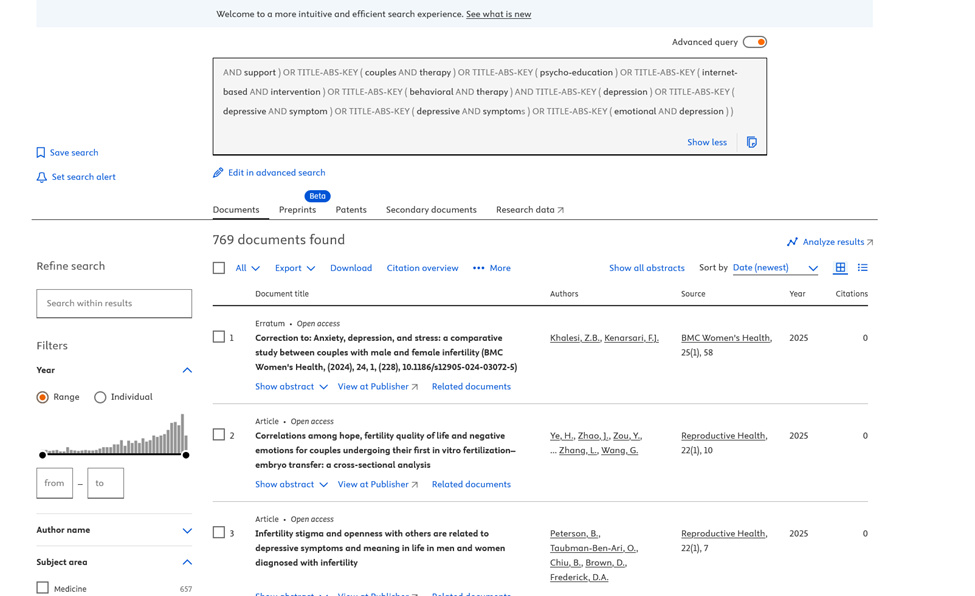 Welcome to a more intuitive and efficient search experience. See what is new
Advanced query
AND support ) OR TITLE-ABS-KEY ( couples AND therapy ) OR TITLE-ABS-KEY ( psycho-education ) OR TITLE-ABS-KEY ( internet-
based AND intervention ) OR TITLE-ABS-KEY ( behavioral AND therapy ) AND TITLE-ABS-KEY ( depression ) OR TITLE-ABS-KEY (
depressive AND symptom ) OR TITLE-ABS-KEY ( depressive AND symptoms ) OR TITLE-ABS-KEY ( emotional AND depression ) )
Show less
Save search
Set search alert
Edit in advanced search
Beta
Documents Preprints Patents Secondary documents Research data
769 documents found
Analyze results
Refine search
All Export Download Citation overview More Show all abstracts Sort by Date (newest)
Search within results
Document title Authors Source Year Citations
Filters
Year
Range Individual
from – to
Author name
Subject area
Medicine 657
Erratum • Open access
1 Correction to: Anxiety, depression, and stress: a comparative
study between couples with male and female infertility (BMC
Women's Health, (2024), 24, 1, (228), 10.1186/s12905-024-03072-5)
Khalesi, Z.B., Kenarsari, F.J.
BMC Women's Health,
25(1), 58
2025 0
Show abstract View at Publisher Related documents
Article • Open access
2 Correlations among hope, fertility quality of life and negative
emotions for couples undergoing their first in vitro fertilization–
embryo transfer: a cross-sectional analysis
Ye, H., Zhao, J., Zou, Y.,
... Zhang, L., Wang, G.
Reproductive Health,
22(1), 10
2025 0
Show abstract View at Publisher Related documents
Article • Open access
3 Infertility stigma and openness with others are related to
depressive symptoms and meaning in life in men and women
diagnosed with infertility
Peterson, B.,
Taubman-Ben-Ari, O.,
Chiu, B., Brown, D.,
Frederick, D.A.
Reproductive Health,
22(1), 7
2025 0
Show abstract View at Publisher Related documents